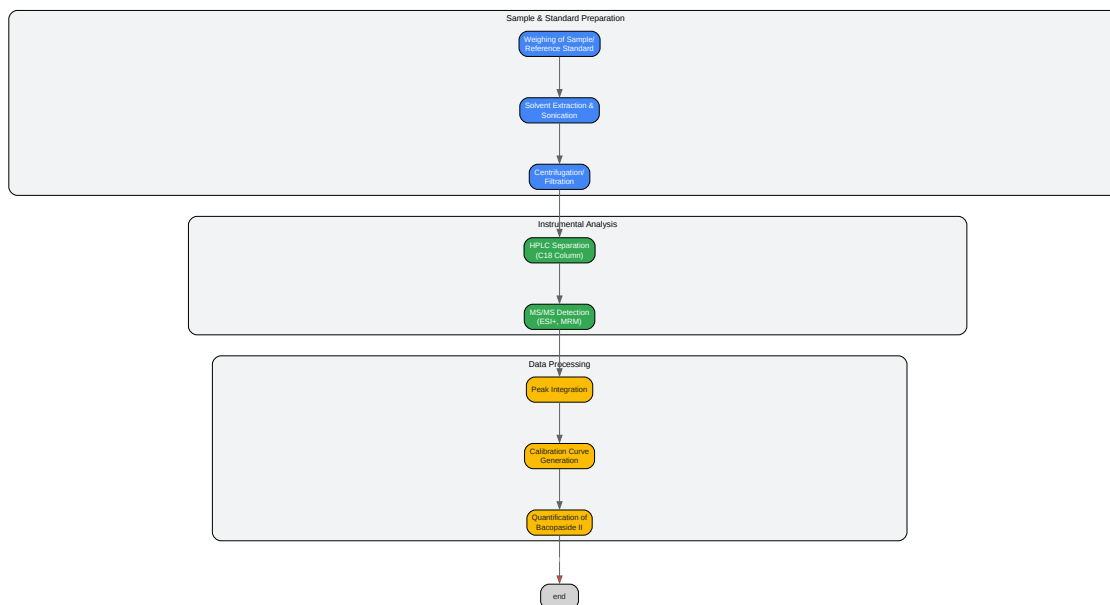 Sample & Standard Preparation
Weighing of Sample/
Reference Standard
Solvent Extraction &
Sonication
Centrifugation/
Filtration
Instrumental Analysis
HPLC Separation
(C18 Column)
MS/MS Detection
(ESI+, MRM)
Data Processing
Peak Integration
Calibration Curve
Generation
Quantification of
Bacopaside II
end